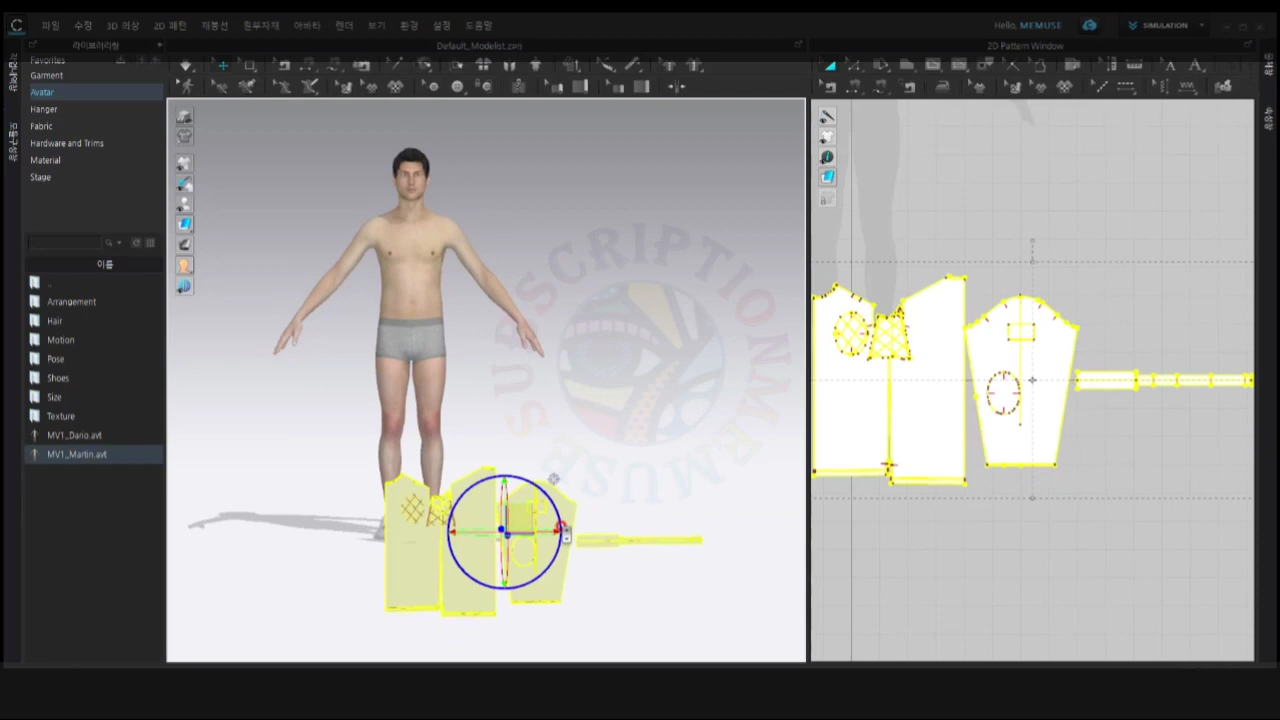 파일 수정 3D 의상 2D 패턴 재봉선 원부자재 아바타 렌더 보기 환경 설정 도움말
Hello, MEMUSE
SIMULATION
라이브러리창
Default_Modelist.zprj
2D Pattern Window
Favorites
Garment
Avatar
Hanger
Fabric
Hardware and Trims
Material
Stage
이름
..
Arrangement
Hair
Motion
Pose
Shoes
Size
Texture
MV1_Dario.avt
MV1_Martin.avt